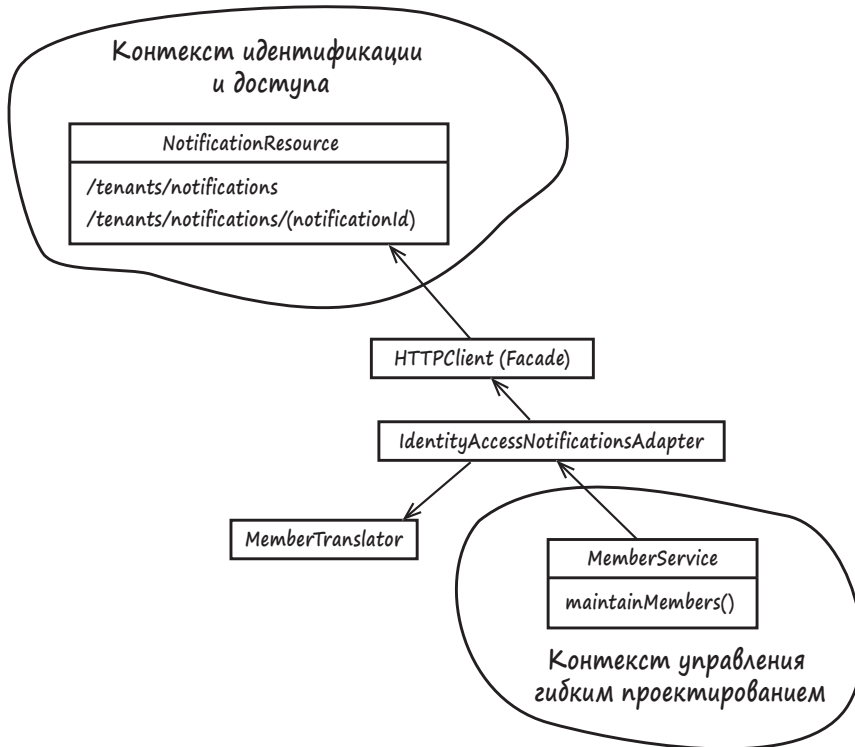 Контекст идентификации
и доступа
NotificationResource
/tenants/notifications
/tenants/notifications/(notificationId)
HTTPClient (Facade)
IdentityAccessNotificationsAdapter
MemberTranslator
MemberService
maintainMembers()
Контекст управления
гибким проектированием